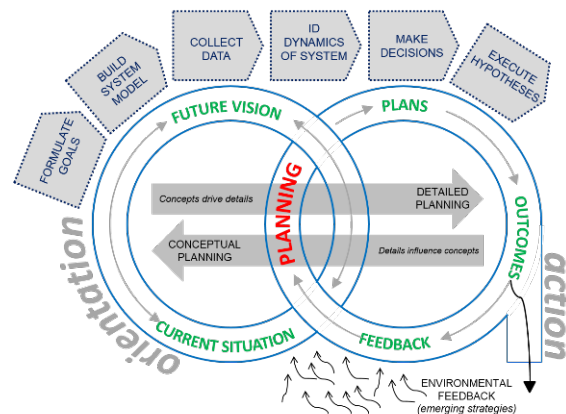 FORMULATE
GOALS
BUILD
SYSTEM
MODEL
COLLECT
DATA
ID
DYNAMICS
OF SYSTEM
MAKE
DECISIONS
EXECUTE
HYPOTHESES
FUTURE VISION
PLANS
PLANNING
Concepts drive details
DETAILED
PLANNING
CONCEPTUAL
PLANNING
Details influence concepts
OUTCOMES
orientation
action
CURRENT SITUATION
FEEDBACK
ENVIRONMENTAL
FEEDBACK
(emerging strategies)